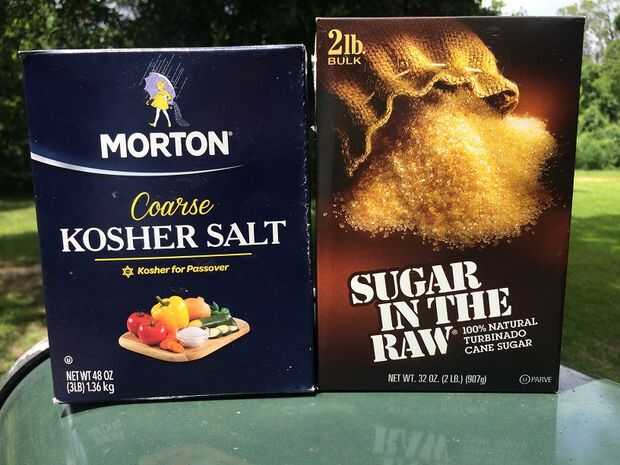 MORTON®
Coarse
KOSHER SALT
Kosher for Passover
U
NET WT 48 OZ
(3LB) 1.36 kg
2lb.
BULK
SUGAR
IN THE
RAW®
100% NATURAL
TURBINADO
CANE SUGAR
NET WT. 32 OZ. (2 LB.) (907g)
U PARVE